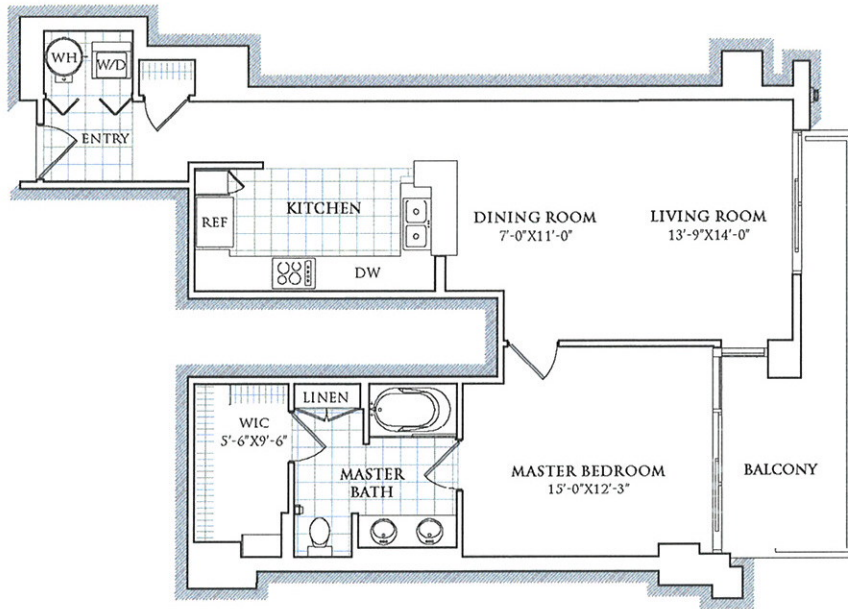 WH
W/D
ENTRY
KITCHEN
REF
DW
DINING ROOM
7'-0"X11'-0"
LIVING ROOM
13'-9"X14'-0"
LINEN
WIC
5'-6"X9'-6"
MASTER
BATH
MASTER BEDROOM
15'-0"X12'-3"
BALCONY